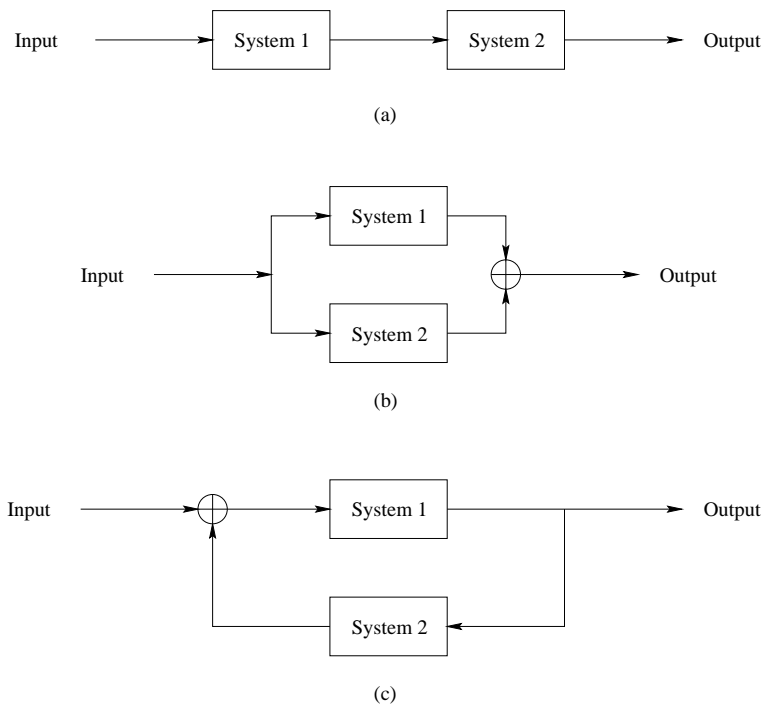 Input System 1 System 2 Output
(a)
System 1
Input Output
System 2
(b)
Input System 1 Output
System 2
(c)